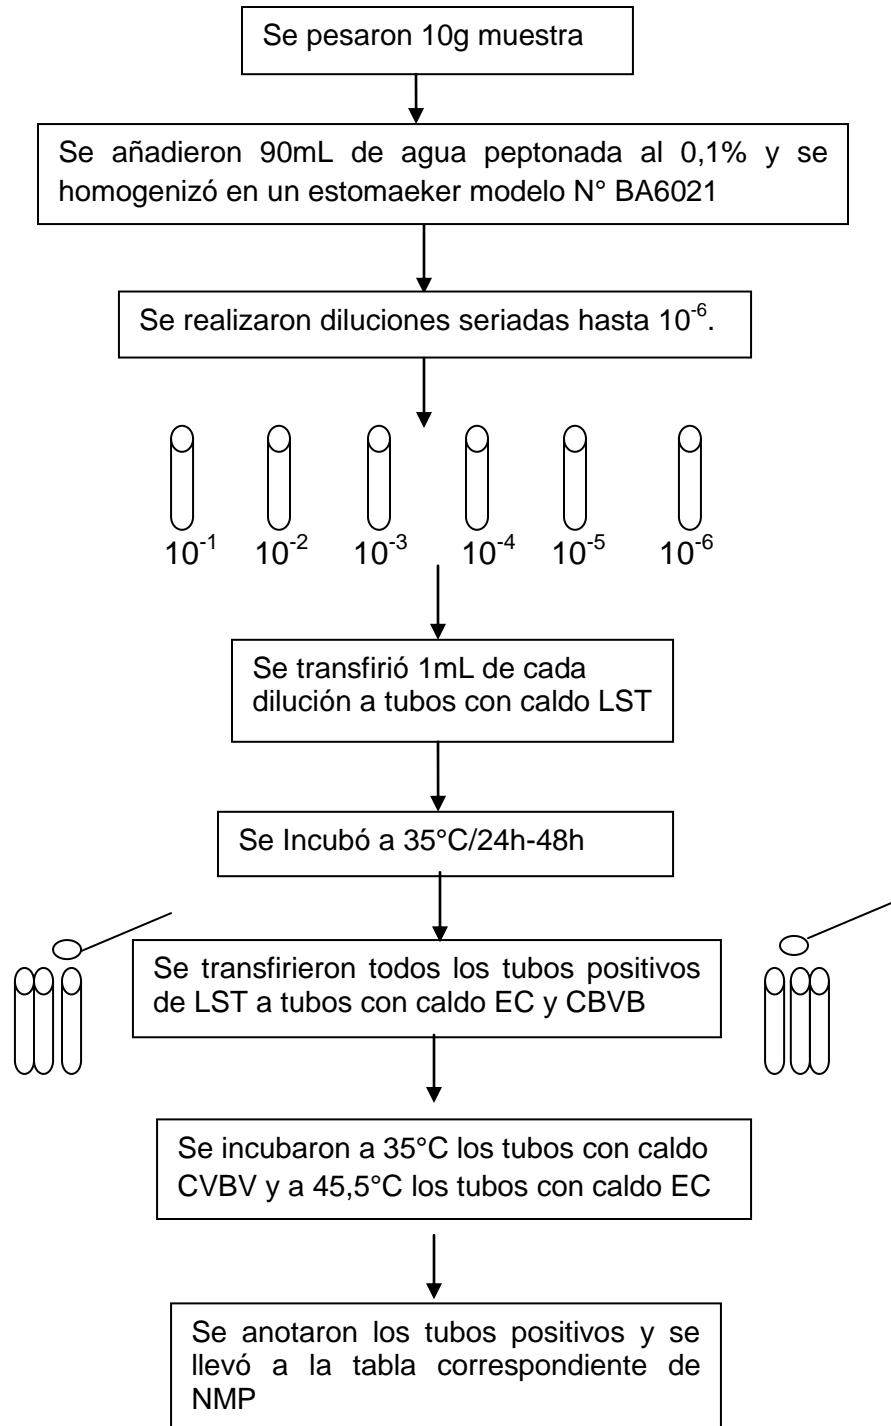 Se pesaron 10g muestra
Se añadieron 90mL de agua peptonada al 0,1% y se
homogenizó en un estomaeker modelo N° BA6021
Se realizaron diluciones seriadas hasta 10⁻⁶.
10⁻¹ 10⁻² 10⁻³ 10⁻⁴ 10⁻⁵ 10⁻⁶
Se transfirió 1mL de cada
dilución a tubos con caldo LST
Se Incubó a 35°C/24h-48h
Se transfirieron todos los tubos positivos
de LST a tubos con caldo EC y CBVB
Se incubaron a 35°C los tubos con caldo
CVBV y a 45,5°C los tubos con caldo EC
Se anotaron los tubos positivos y se
llevó a la tabla correspondiente de
NMP